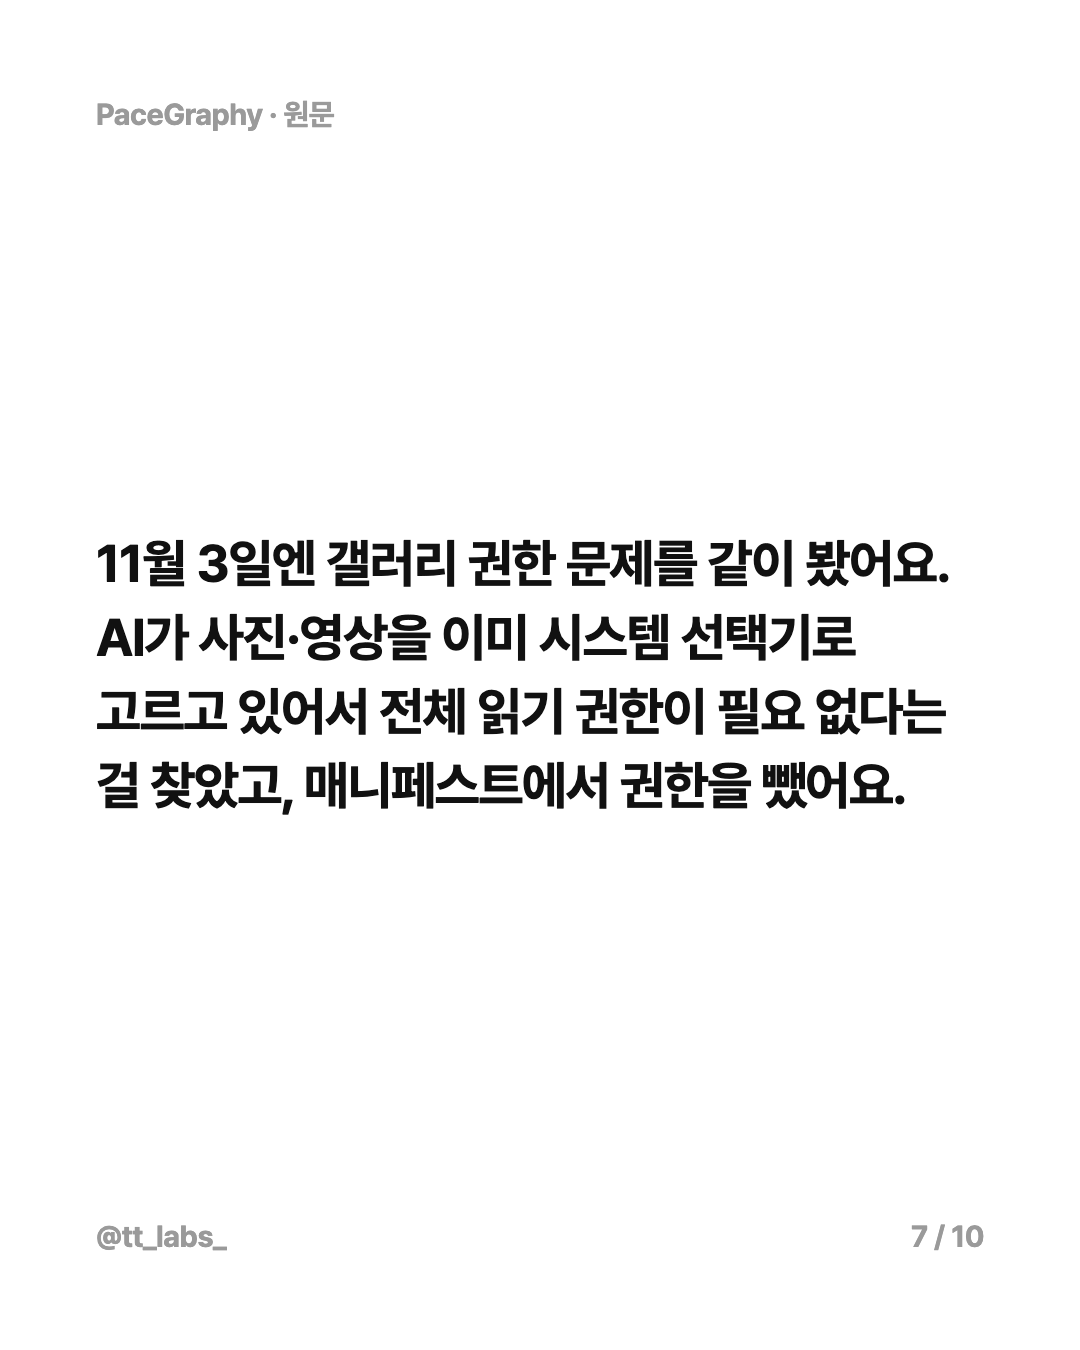 PaceGraphy · 원문
11월 3일엔 갤러리 권한 문제를 같이 봤어요.
AI가 사진·영상을 이미 시스템 선택기로
고르고 있어서 전체 읽기 권한이 필요 없다는
걸 찾았고, 매니페스트에서 권한을 뺐어요.
@tt_labs_
7 / 10